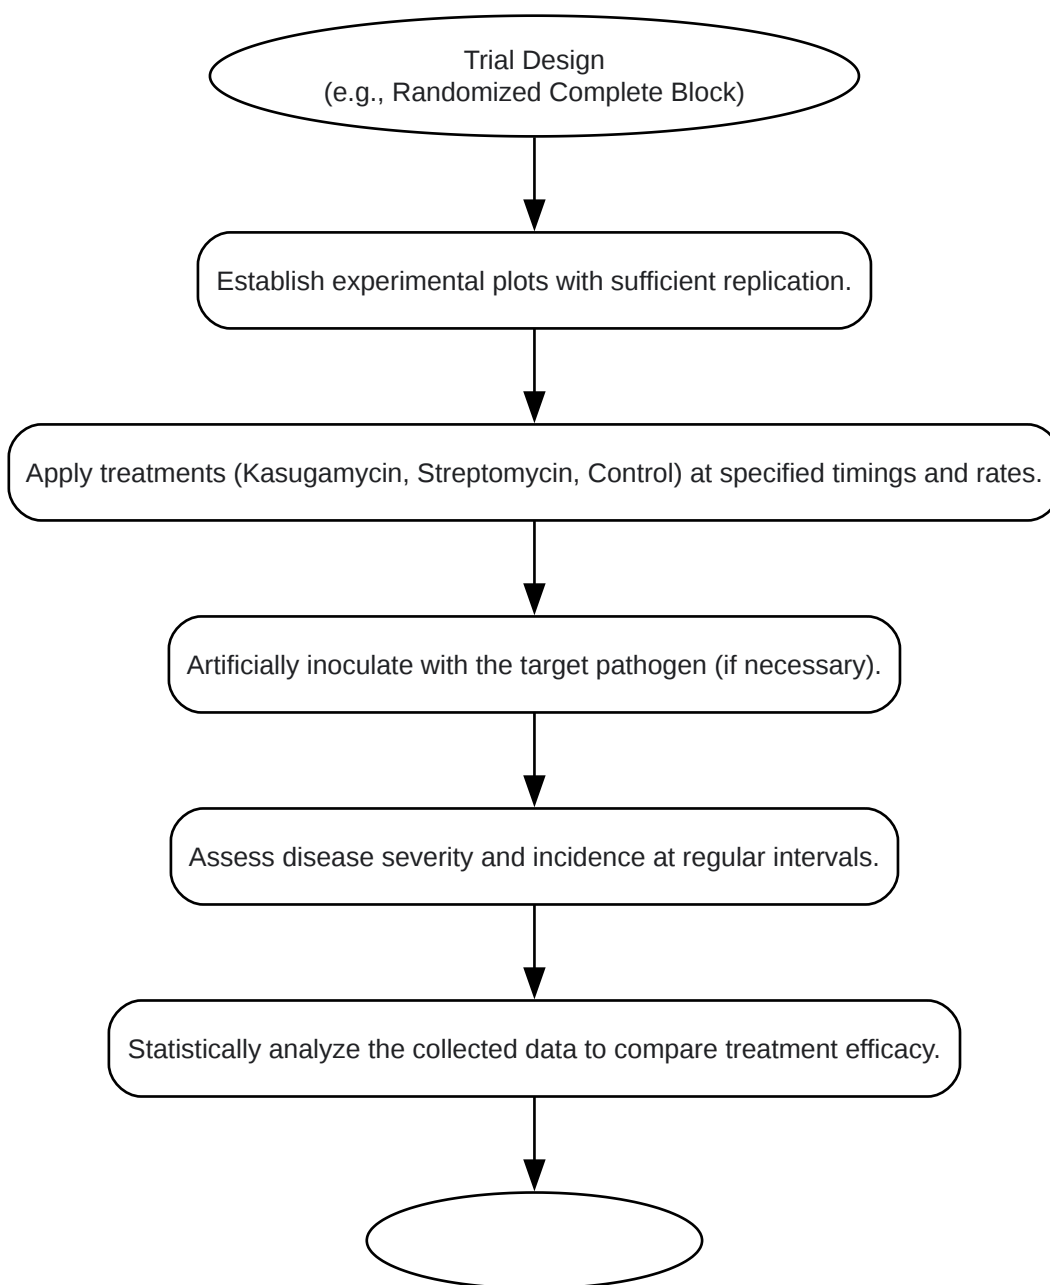 Trial Design
(e.g., Randomized Complete Block)
Establish experimental plots with sufficient replication.
Apply treatments (Kasugamycin, Streptomycin, Control) at specified timings and rates.
Artificially inoculate with the target pathogen (if necessary).
Assess disease severity and incidence at regular intervals.
Statistically analyze the collected data to compare treatment efficacy.